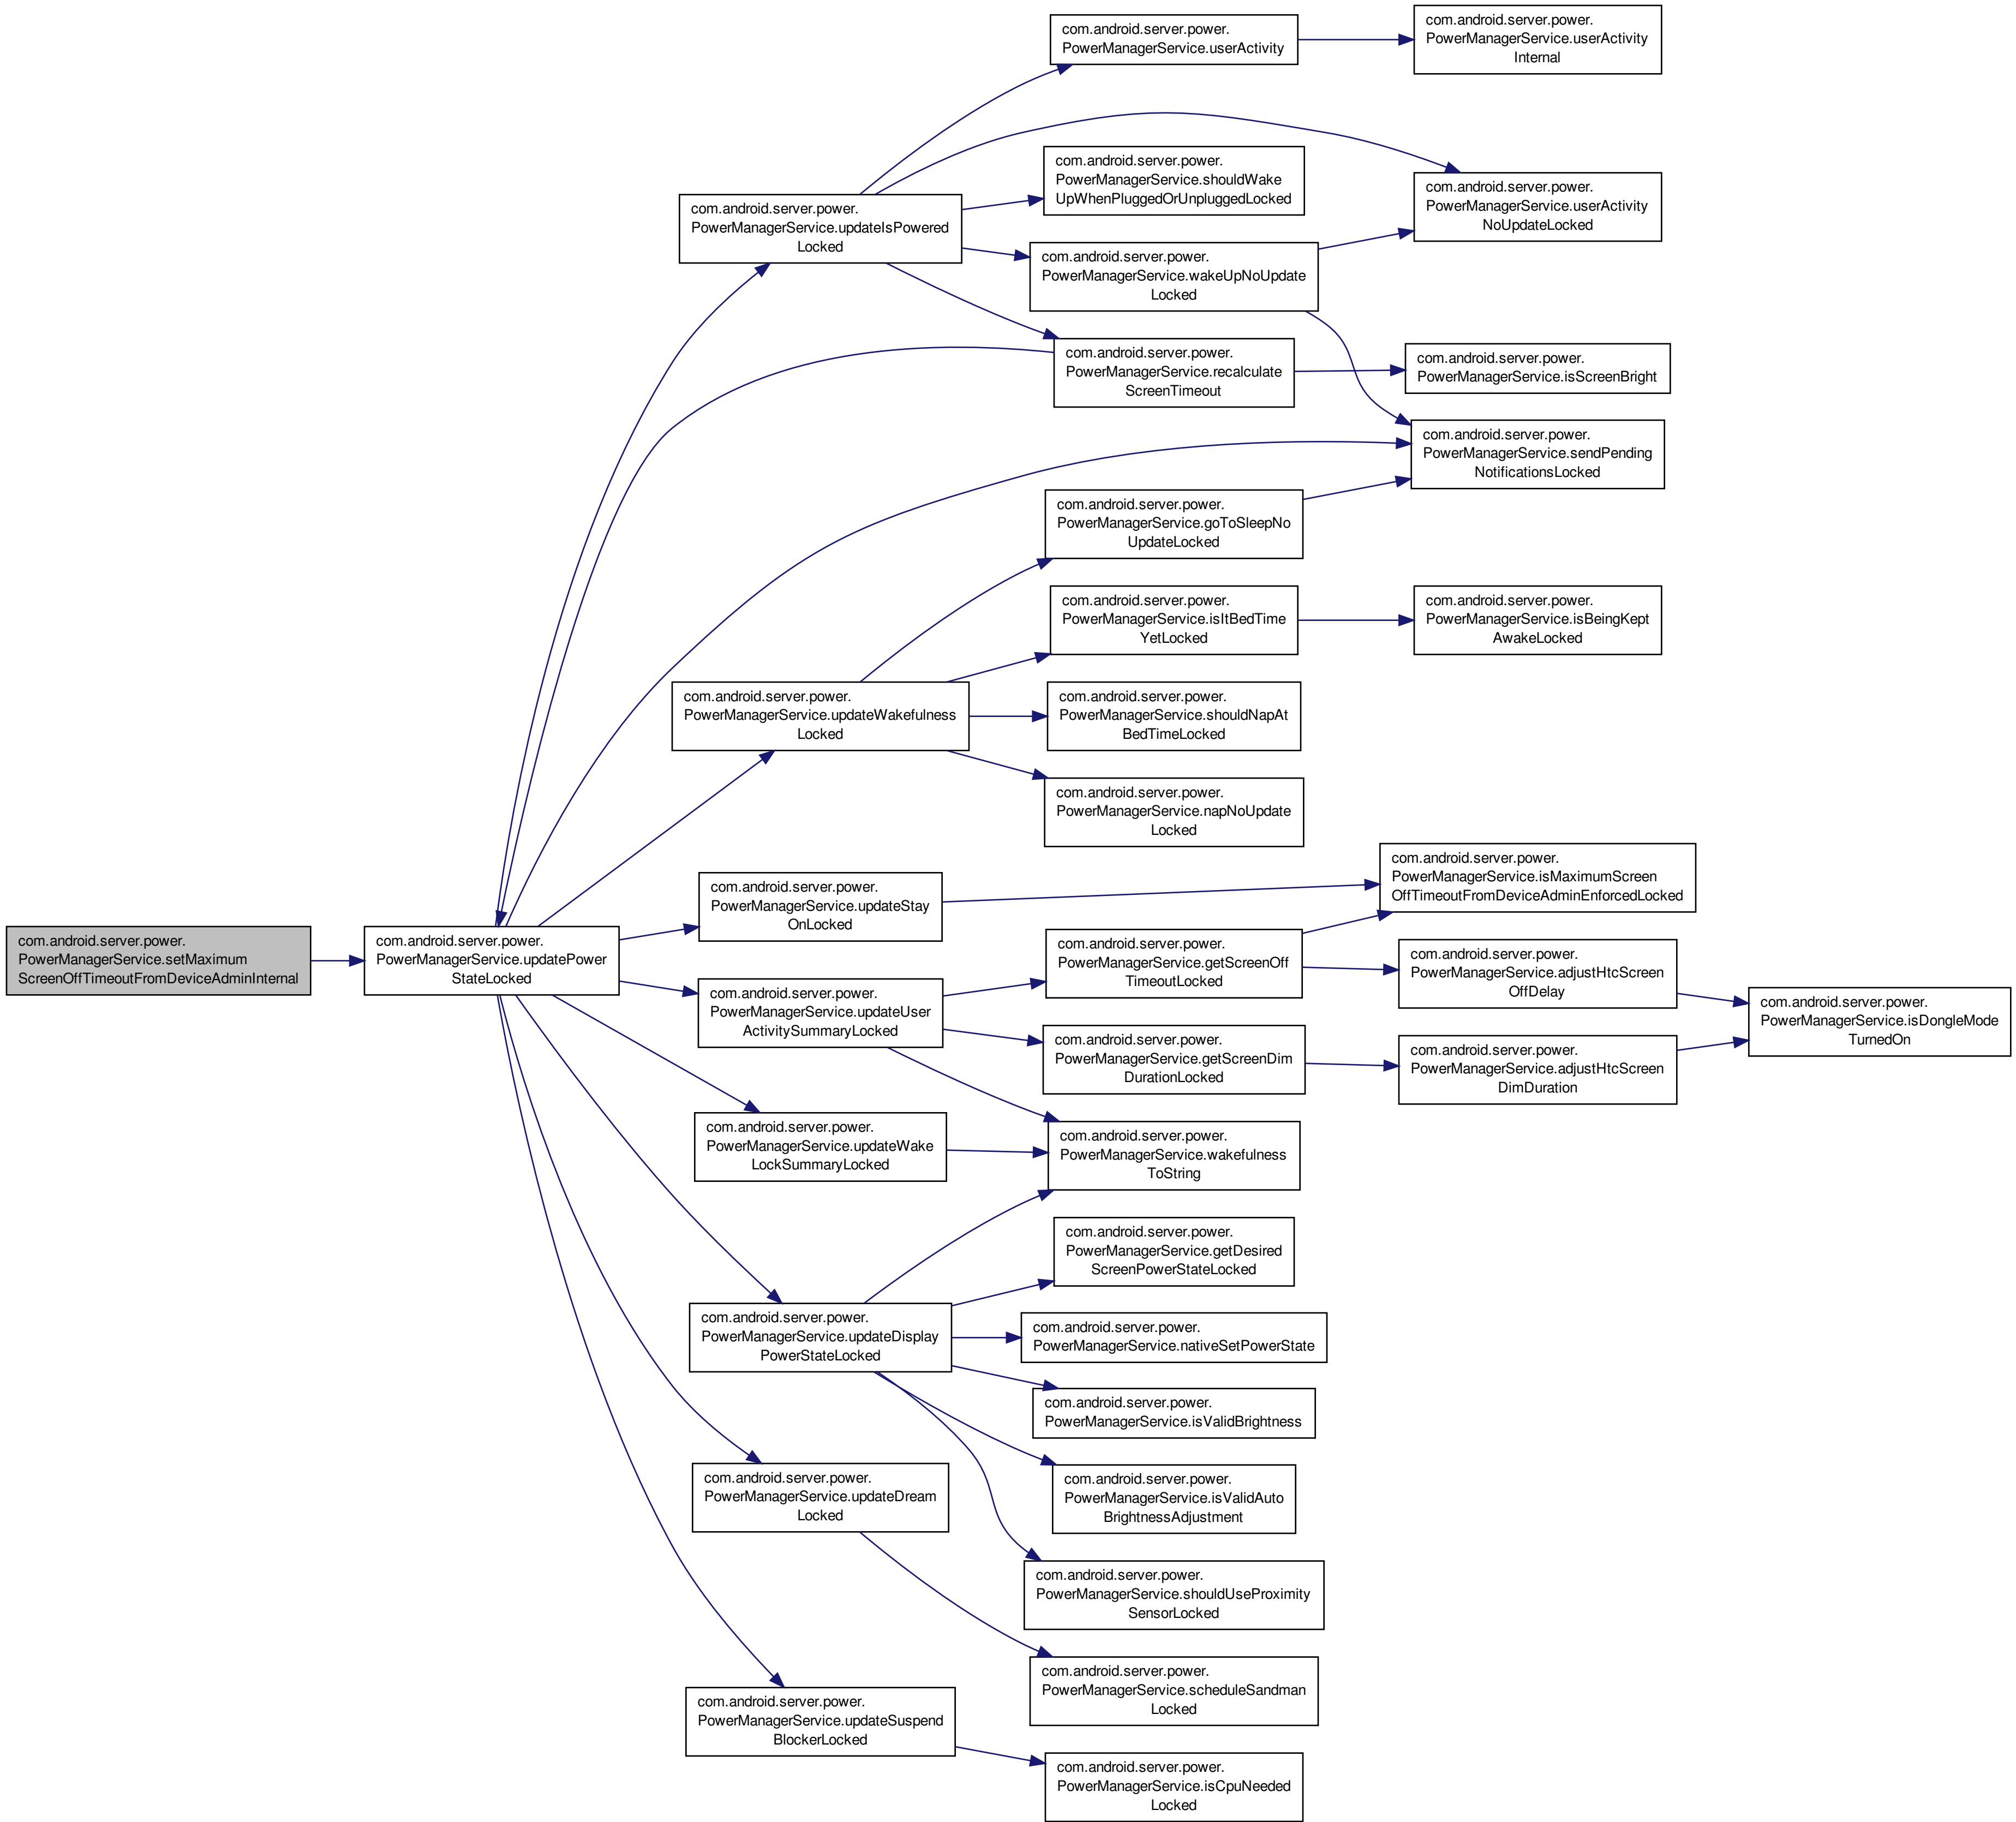 com.android.server.power.
PowerManagerService.setMaximum
ScreenOffTimeoutFromDeviceAdminInternal
com.android.server.power.
PowerManagerService.updatePower
StateLocked
com.android.server.power.
PowerManagerService.updateIsPowered
Locked
com.android.server.power.
PowerManagerService.updateWakefulness
Locked
com.android.server.power.
PowerManagerService.updateStay
OnLocked
com.android.server.power.
PowerManagerService.updateUser
ActivitySummaryLocked
com.android.server.power.
PowerManagerService.updateWake
LockSummaryLocked
com.android.server.power.
PowerManagerService.updateDisplay
PowerStateLocked
com.android.server.power.
PowerManagerService.updateDream
Locked
com.android.server.power.
PowerManagerService.updateSuspend
BlockerLocked
com.android.server.power.
PowerManagerService.userActivity
com.android.server.power.
PowerManagerService.shouldWake
UpWhenPluggedOrUnpluggedLocked
com.android.server.power.
PowerManagerService.wakeUpNoUpdate
Locked
com.android.server.power.
PowerManagerService.recalculate
ScreenTimeout
com.android.server.power.
PowerManagerService.goToSleepNo
UpdateLocked
com.android.server.power.
PowerManagerService.isItBedTime
YetLocked
com.android.server.power.
PowerManagerService.shouldNapAt
BedTimeLocked
com.android.server.power.
PowerManagerService.napNoUpdate
Locked
com.android.server.power.
PowerManagerService.getScreenOff
TimeoutLocked
com.android.server.power.
PowerManagerService.getScreenDim
DurationLocked
com.android.server.power.
PowerManagerService.wakefulness
ToString
com.android.server.power.
PowerManagerService.getDesired
ScreenPowerStateLocked
com.android.server.power.
PowerManagerService.nativeSetPowerState
com.android.server.power.
PowerManagerService.isValidBrightness
com.android.server.power.
PowerManagerService.isValidAuto
BrightnessAdjustment
com.android.server.power.
PowerManagerService.shouldUseProximity
SensorLocked
com.android.server.power.
PowerManagerService.scheduleSandman
Locked
com.android.server.power.
PowerManagerService.isCpuNeeded
Locked
com.android.server.power.
PowerManagerService.userActivity
Internal
com.android.server.power.
PowerManagerService.userActivity
NoUpdateLocked
com.android.server.power.
PowerManagerService.isScreenBright
com.android.server.power.
PowerManagerService.sendPending
NotificationsLocked
com.android.server.power.
PowerManagerService.isBeingKept
AwakeLocked
com.android.server.power.
PowerManagerService.isMaximumScreen
OffTimeoutFromDeviceAdminEnforcedLocked
com.android.server.power.
PowerManagerService.adjustHtcScreen
OffDelay
com.android.server.power.
PowerManagerService.adjustHtcScreen
DimDuration
com.android.server.power.
PowerManagerService.isDongleMode
TurnedOn